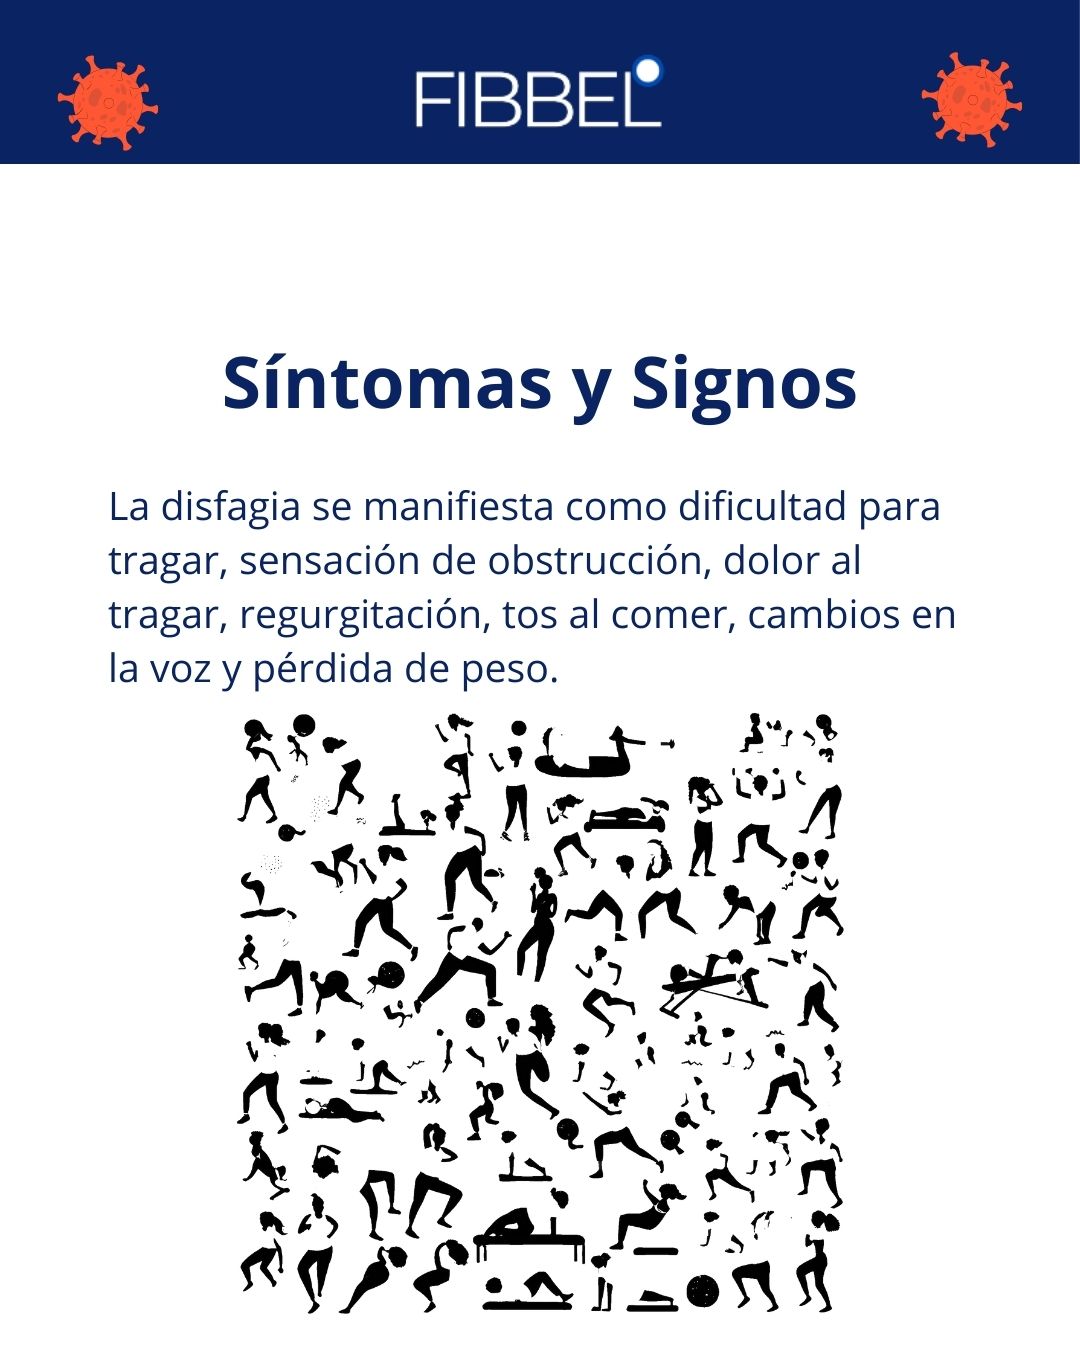 FIBBEL
Síntomas y Signos
La disfagia se manifiesta como dificultad para
tragar, sensación de obstrucción, dolor al
tragar, regurgitación, tos al comer, cambios en
la voz y pérdida de peso.